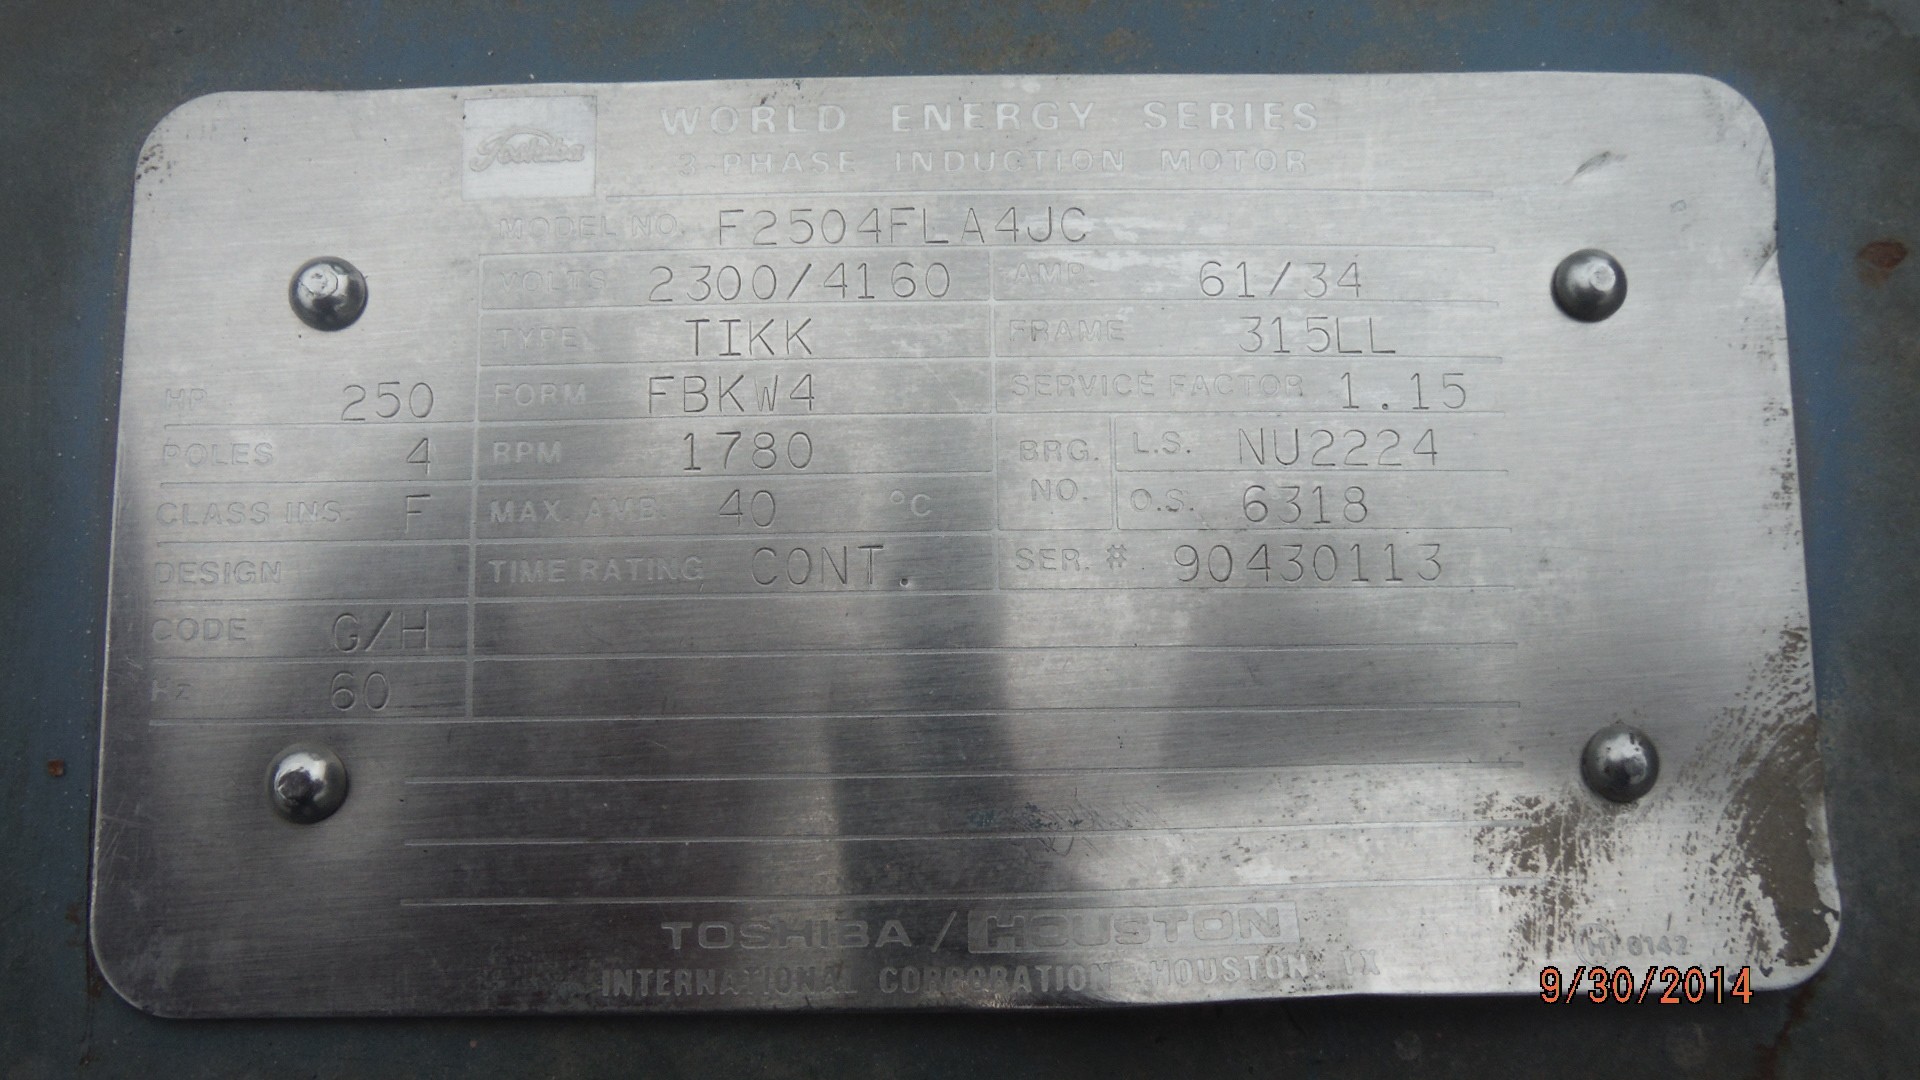 Toshiba
WORLD ENERGY SERIES
3-PHASE INDUCTION MOTOR
MODEL NO. F2504FLA4JC
VOLTS 2300/4160 AMP. 61/34
TYPE TIKK FRAME 315LL
HP 250 FORM FBKW4 SERVICE FACTOR 1.15
POLES 4 RPM 1780 BRG. NO. L.S. NU2224
CLASS INS. F MAX. AMB. 40 °C O.S. 6318
DESIGN TIME RATING CONT. SER. # 90430113
CODE G/H
Hz 60
TOSHIBA / HOUSTON
INTERNATIONAL CORPORATION HOUSTON, TX
9/30/2014